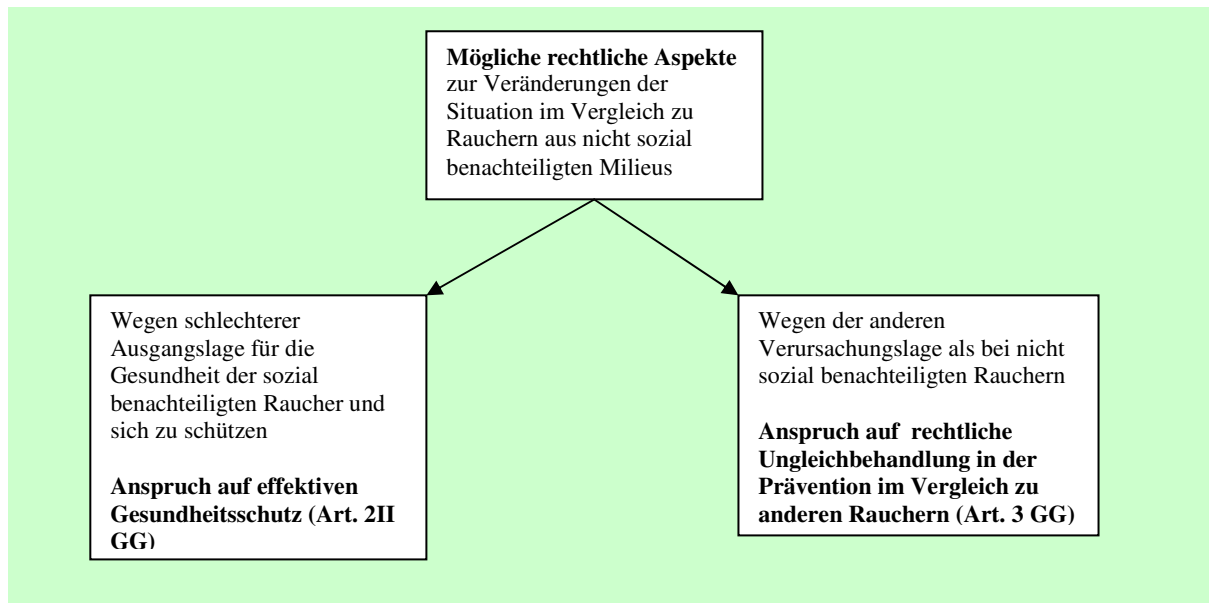 Mögliche rechtliche Aspekte
zur Veränderungen der
Situation im Vergleich zu
Rauchern aus nicht sozial
benachteiligten Milieus
Wegen schlechterer
Ausgangslage für die
Gesundheit der sozial
benachteiligten Raucher und
sich zu schützen
Anspruch auf effektiven
Gesundheitsschutz (Art. 2II
GG)
Wegen der anderen
Verursachungslage als bei nicht
sozial benachteiligten Rauchern
Anspruch auf rechtliche
Ungleichbehandlung in der
Prävention im Vergleich zu
anderen Rauchern (Art. 3 GG)